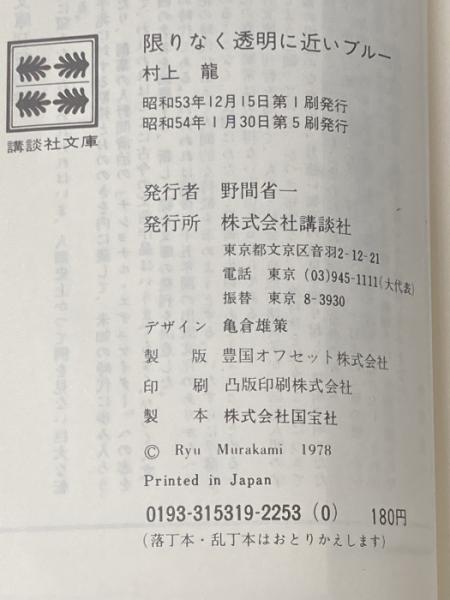 講談社文庫
限りなく透明に近いブルー
村上 龍
昭和53年12月15日第1刷発行
昭和54年1月30日第5刷発行
発行者 野間省一
発行所 株式会社講談社
東京都文京区音羽2-12-21
電話 東京 (03)945-1111(大代表)
振替 東京 8-3930
デザイン 亀倉雄策
製 版 豊国オフセット株式会社
印 刷 凸版印刷株式会社
製 本 株式会社国宝社
© Ryu Murakami 1978
Printed in Japan
0193-315319-2253 (0) 180円
(落丁本・乱丁本はおとりかえします)